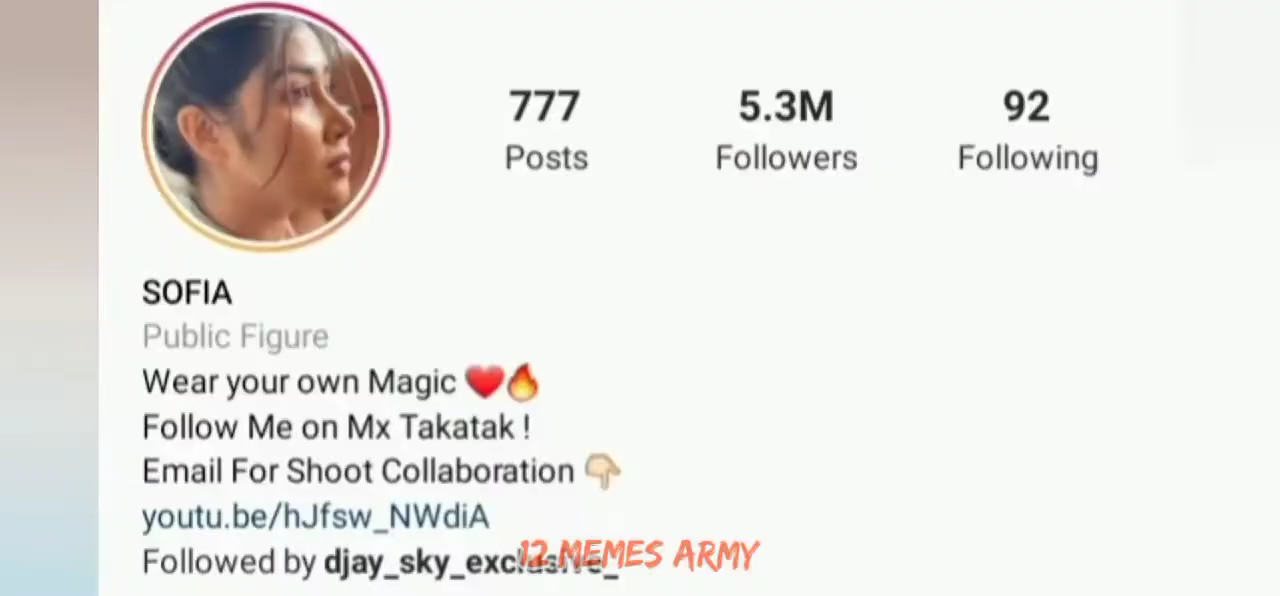 777 5.3M 92
Posts Followers Following
SOFIA
Public Figure
Wear your own Magic ❤️🔥
Follow Me on Mx Takatak !
Email For Shoot Collaboration 👇🏼
youtu.be/hJfsw_NWdiA
Followed by djay_sky_exclusive_
12 MEMES ARMY